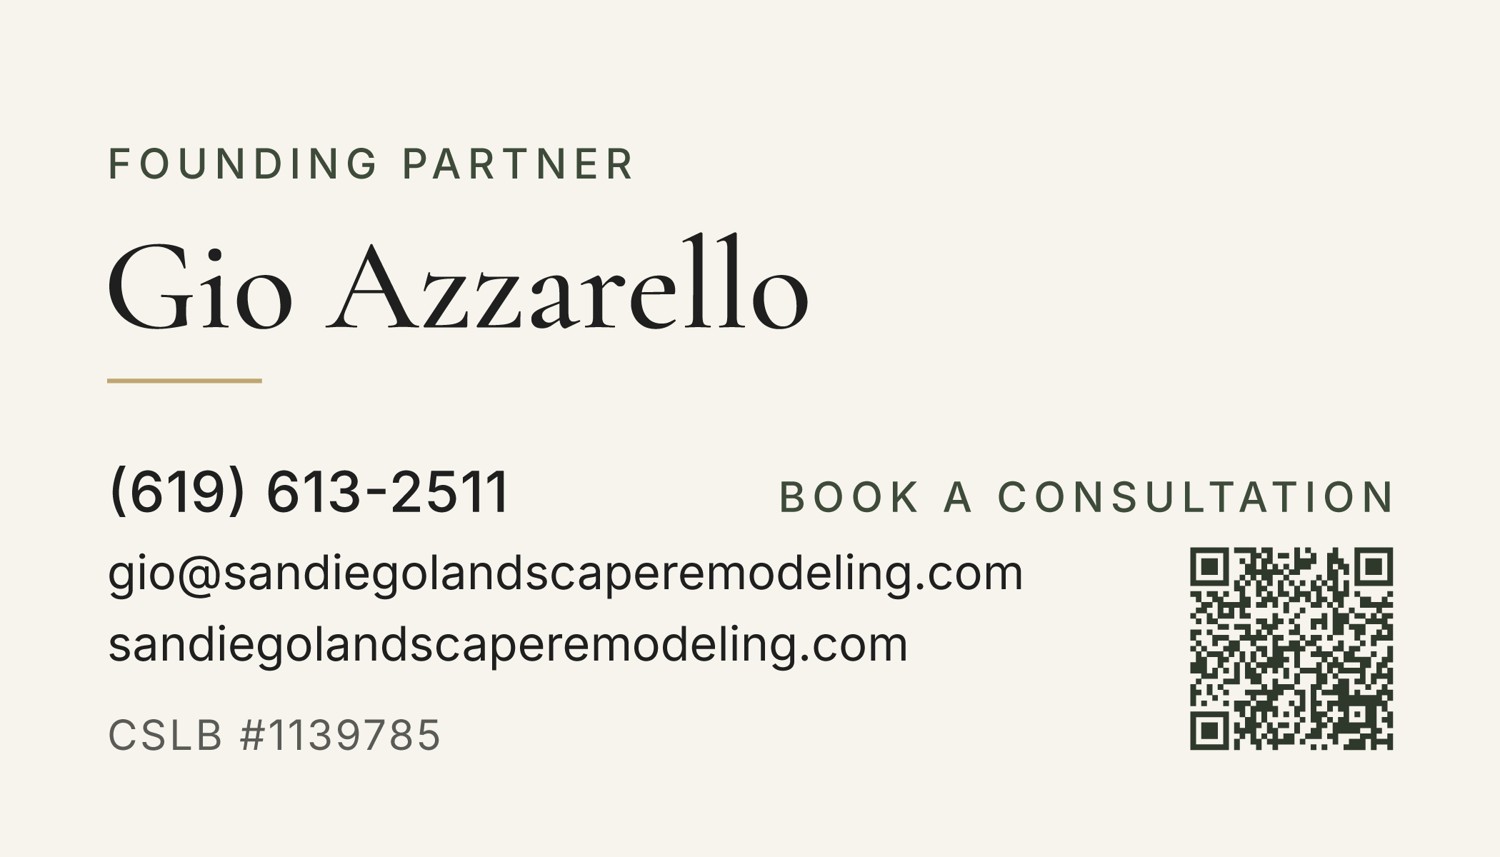 FOUNDING PARTNER
Gio Azzarello
(619) 613-2511
BOOK A CONSULTATION
gio@sandiegolandscaperemodeling.com
sandiegolandscaperemodeling.com
CSLB #1139785